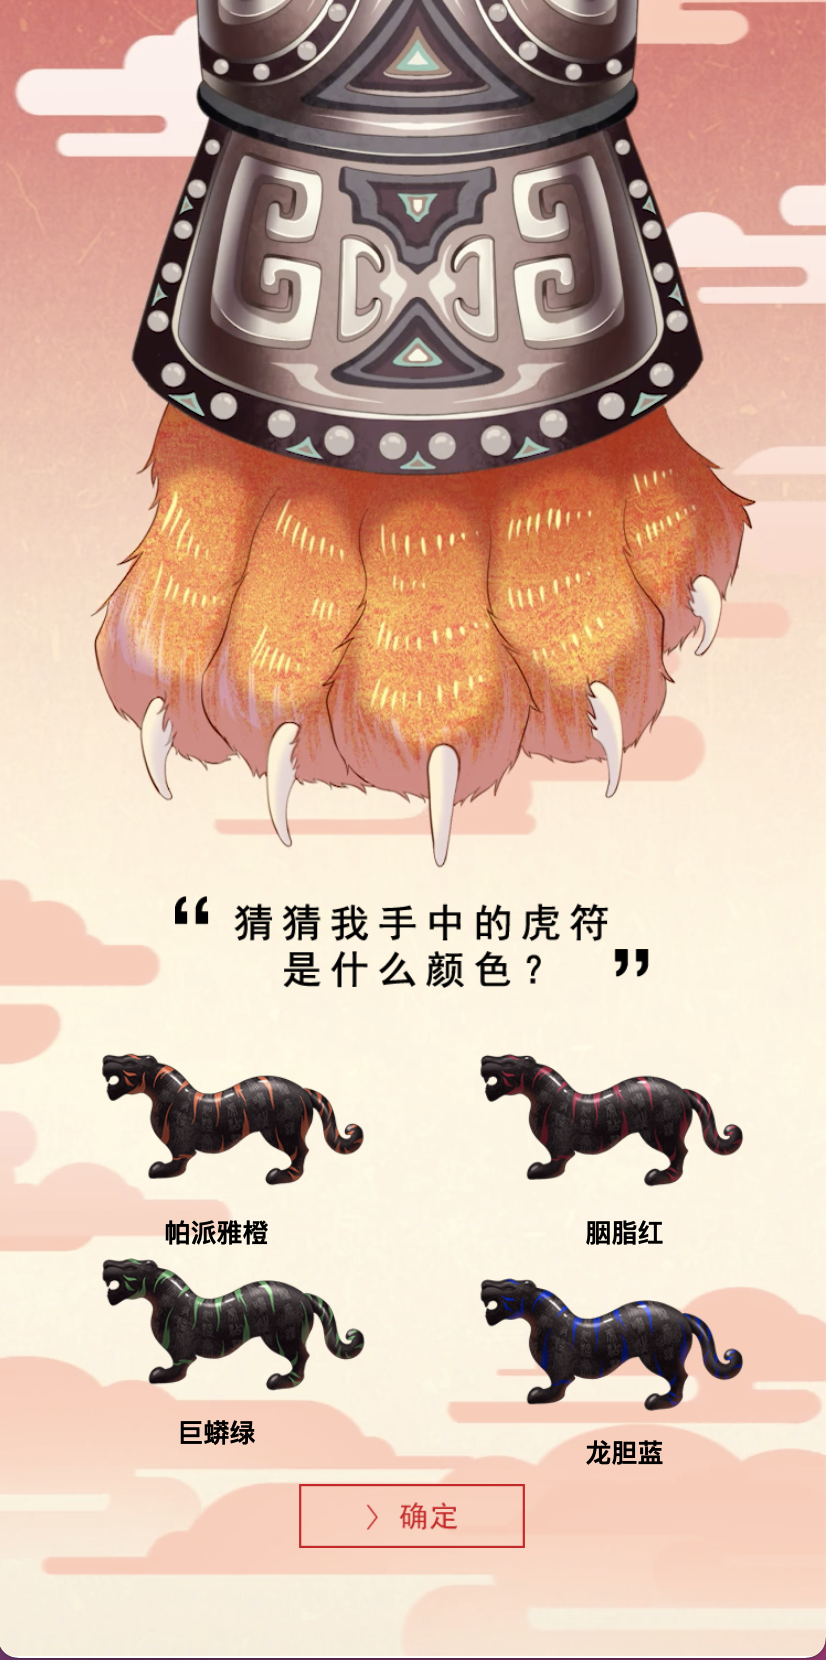 “猜猜我手中的虎符
是什么颜色？”
帕派雅橙
胭脂红
巨蟒绿
龙胆蓝
〉确定